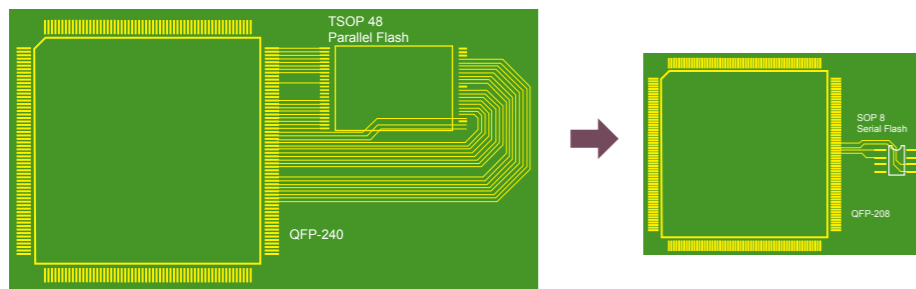 TSOP 48
Parallel Flash
QFP-240
SOP 8
Serial Flash
QFP-208